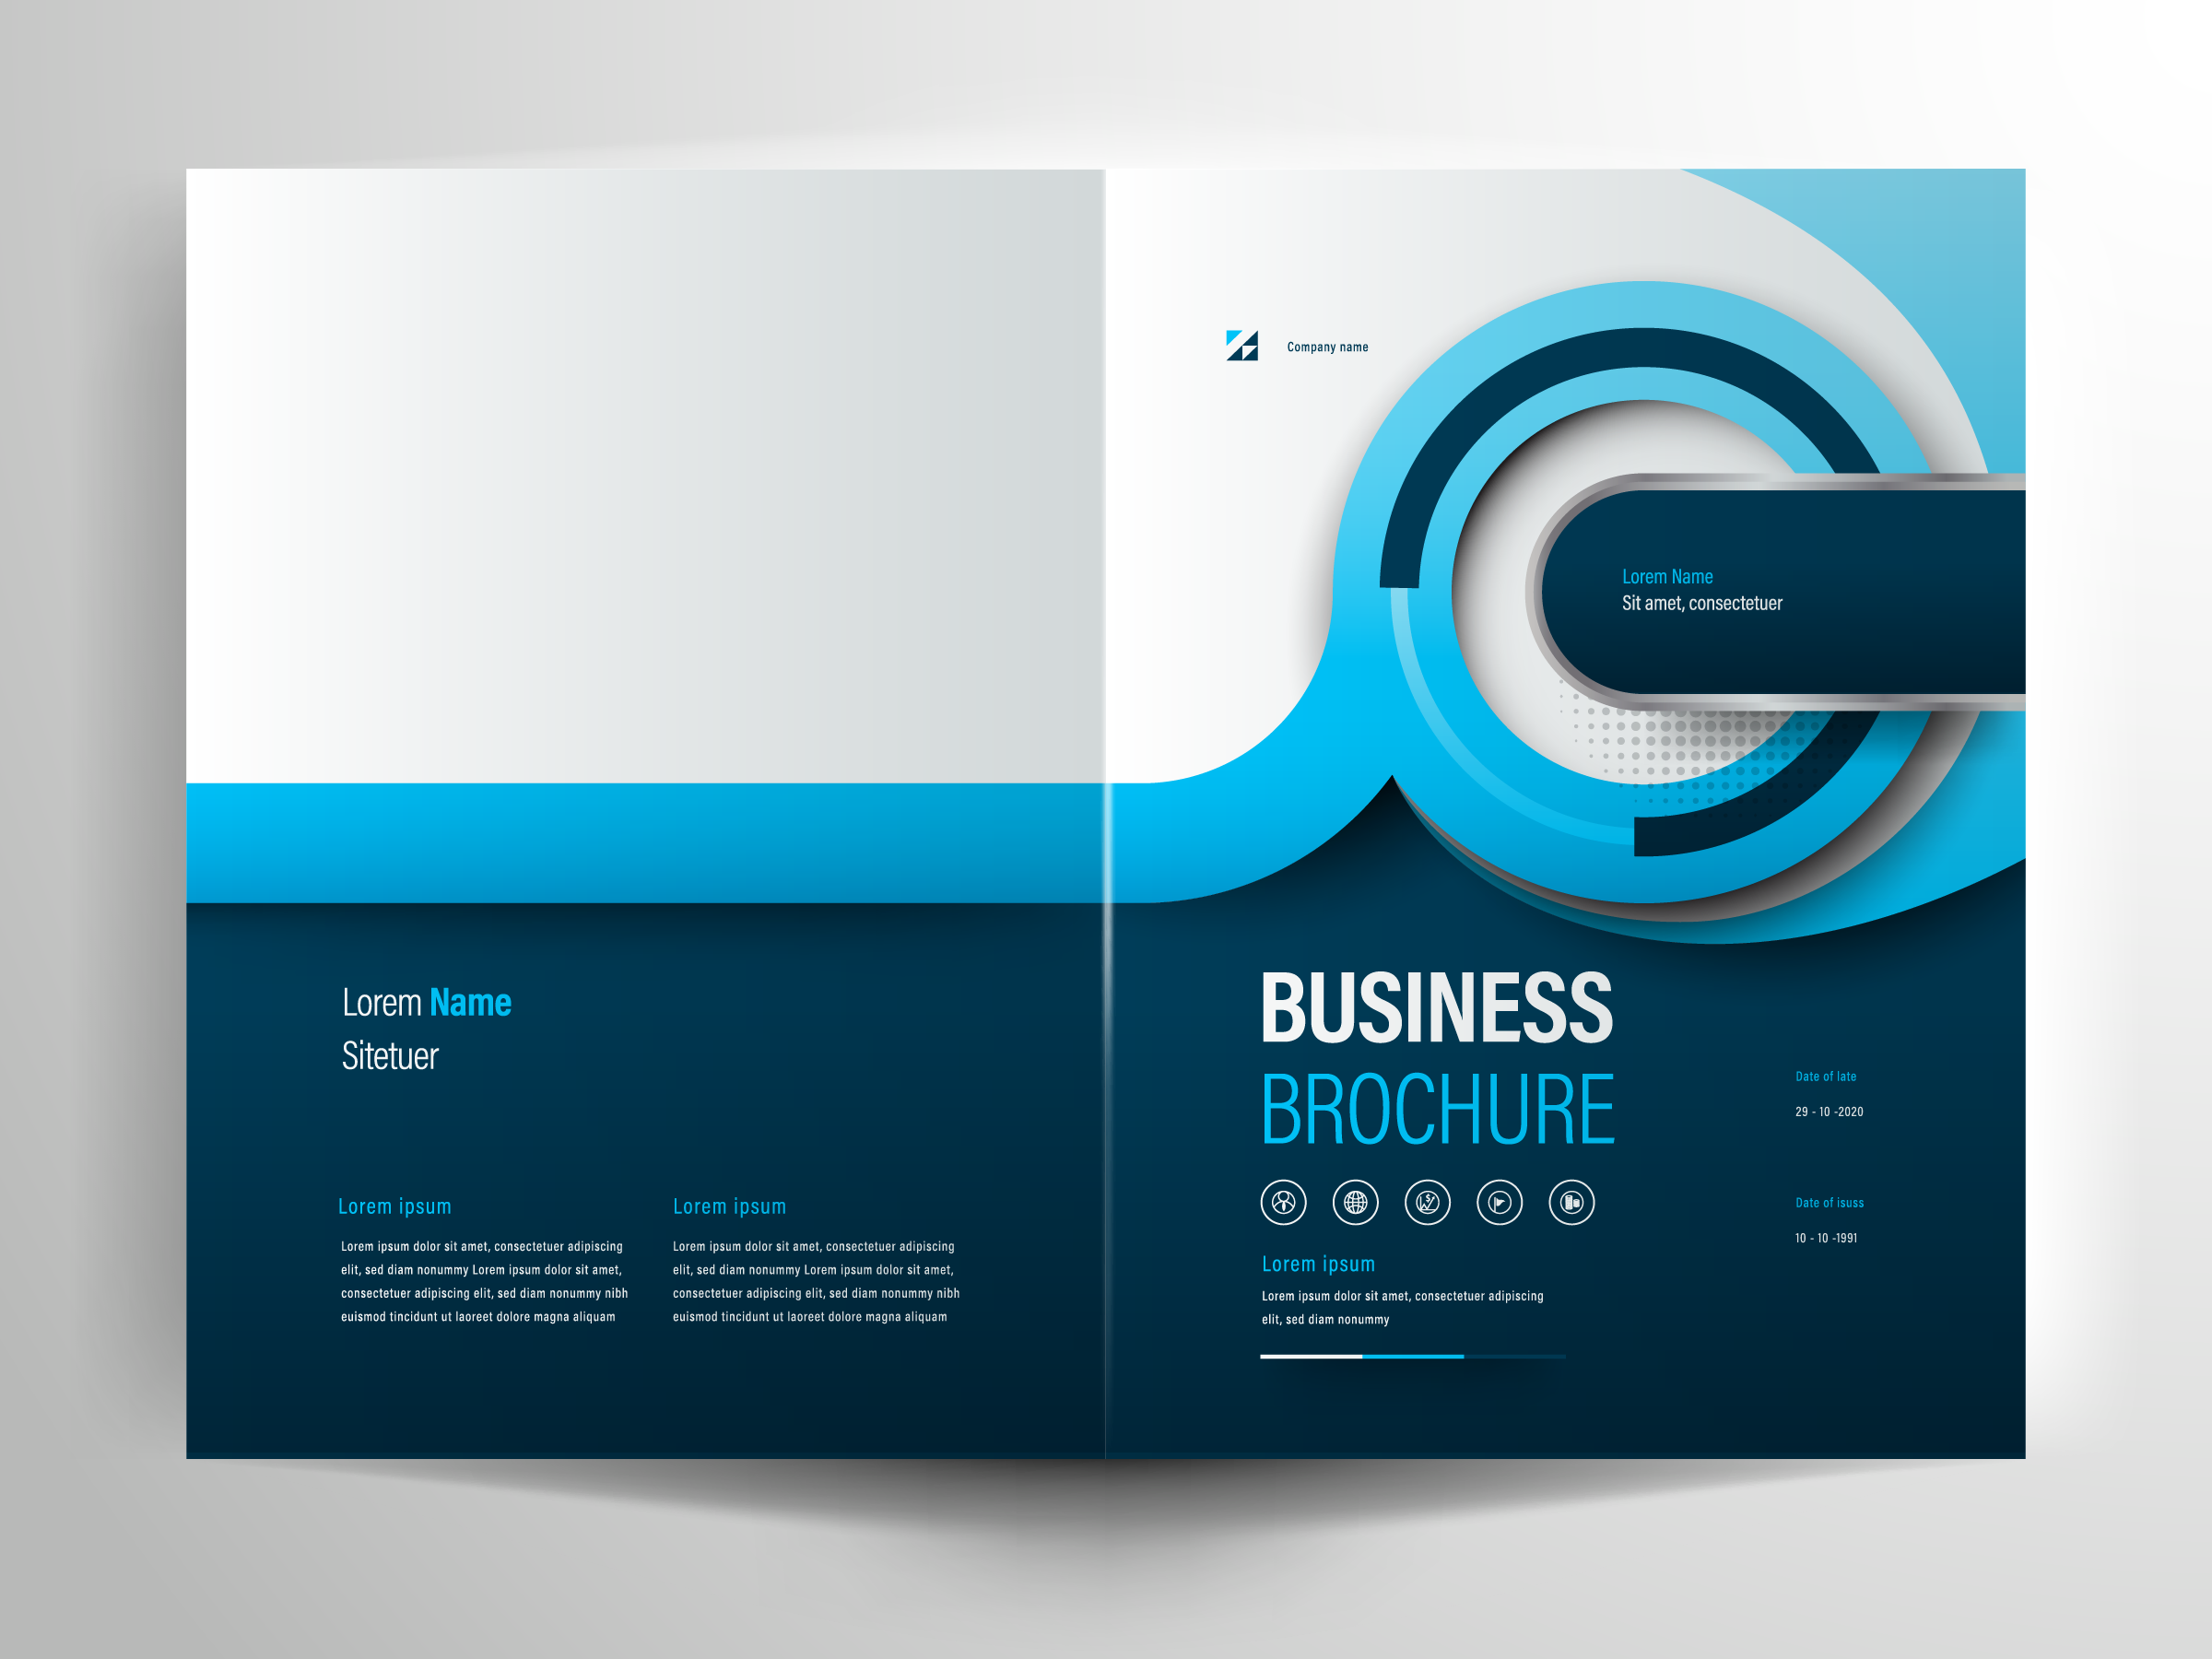 Lorem Name
Sitetuer
Lorem ipsum
Lorem ipsum dolor sit amet, consectetuer adipiscing
elit, sed diam nonummy Lorem ipsum dolor sit amet,
consectetuer adipiscing elit, sed diam nonummy nibh
euismod tincidunt ut laoreet dolore magna aliquam
Lorem ipsum
Lorem ipsum dolor sit amet, consectetuer adipiscing
elit, sed diam nonummy Lorem ipsum dolor sit amet,
consectetuer adipiscing elit, sed diam nonummy nibh
euismod tincidunt ut laoreet dolore magna aliquam
Company name
Lorem Name
Sit amet, consectetuer
BUSINESS
BROCHURE
Lorem ipsum
Lorem ipsum dolor sit amet, consectetuer adipiscing
elit, sed diam nonummy
Date of late
29 - 10 -2020
Date of isuss
10 - 10 -1991